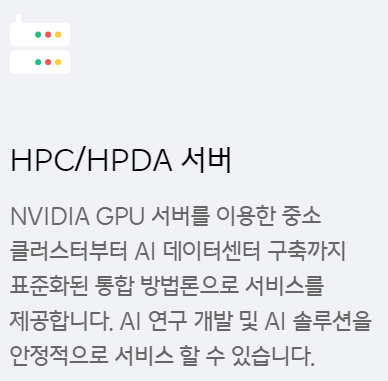 HPC/HPDA 서버
NVIDIA GPU 서버를 이용한 중소
클러스터부터 AI 데이터센터 구축까지
표준화된 통합 방법론으로 서비스를
제공합니다. AI 연구 개발 및 AI 솔루션을
안정적으로 서비스 할 수 있습니다.